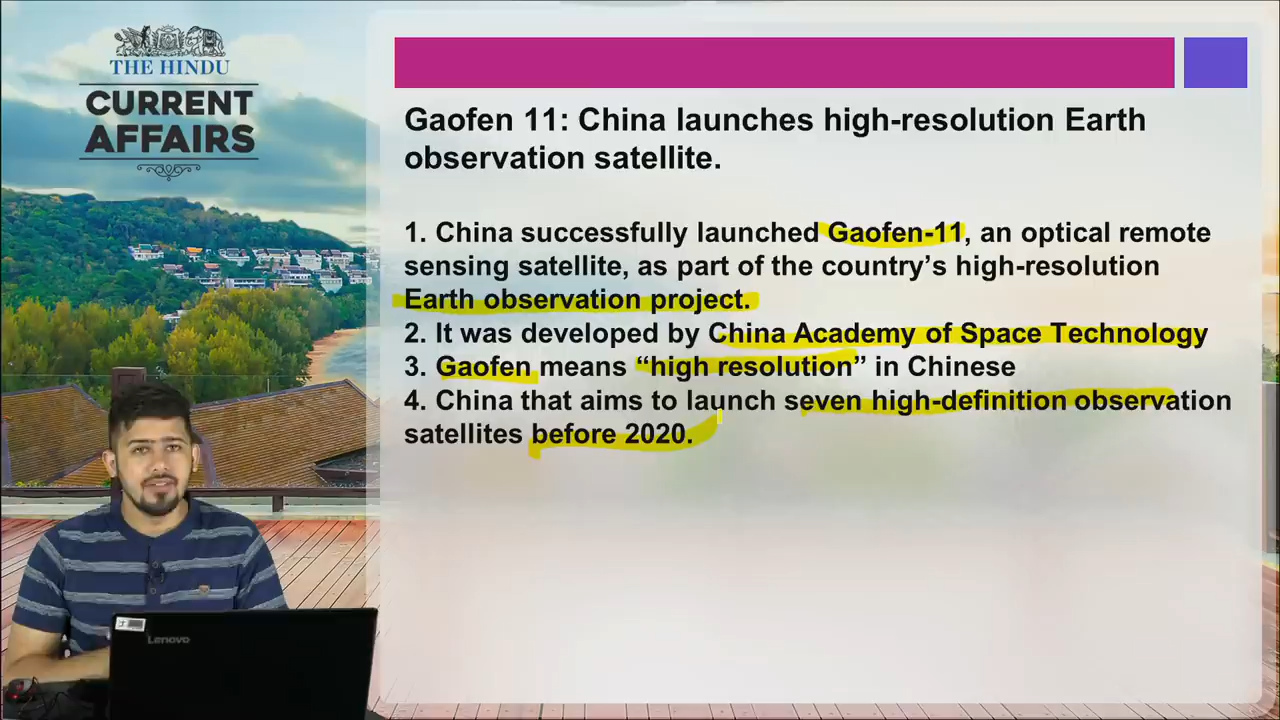 THE HINDU
CURRENT
AFFAIRS
Gaofen 11: China launches high-resolution Earth
observation satellite.
1. China successfully launched Gaofen-11, an optical remote
sensing satellite, as part of the country’s high-resolution
Earth observation project.
2. It was developed by China Academy of Space Technology
3. Gaofen means “high resolution” in Chinese
4. China that aims to launch seven high-definition observation
satellites before 2020.
Lenovo